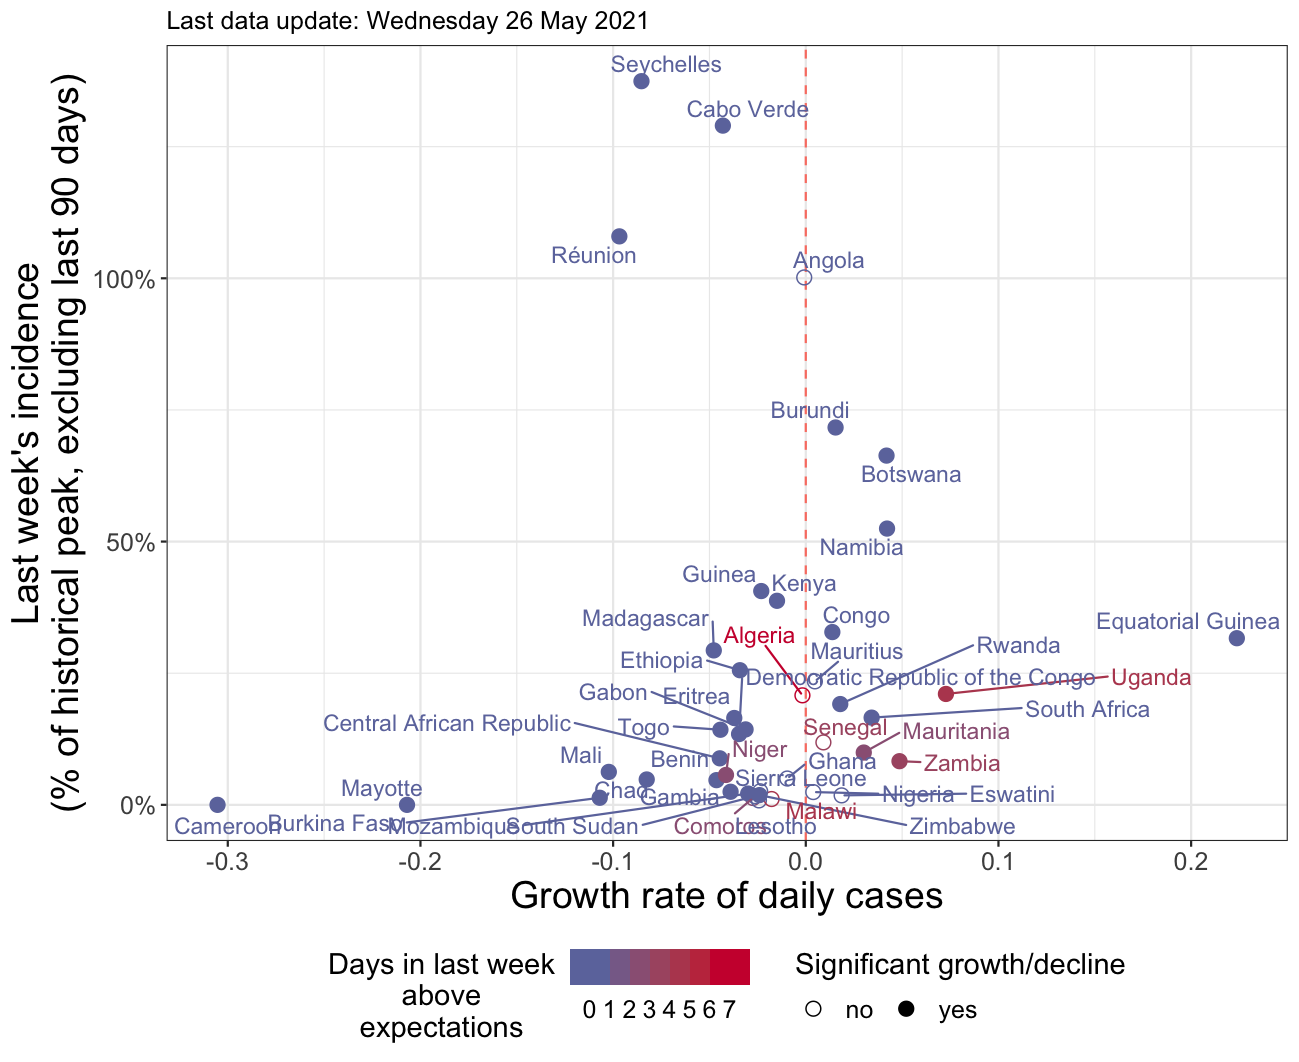 Last data update: Wednesday 26 May 2021
Last week's incidence
(% of historical peak, excluding last 90 days)
Seychelles
Cabo Verde
Réunion
Angola
100%
Burundi
Botswana
50%
Namibia
Guinea
Kenya
Madagascar
Congo
Equatorial Guinea
Algeria
Mauritius
Rwanda
Ethiopia
Democratic Republic of the Congo
Uganda
Gabon
Eritrea
South Africa
Central African Republic
Togo
Senegal
Mauritania
Mali
Benin
Niger
Ghana
Zambia
Mayotte
Chad
Gambia
Sierra Leone
Nigeria
Eswatini
0%
Malawi
Cameroon
Burkina Faso
Mozambique
South Sudan
Comoros
Lesotho
Zimbabwe
-0.3
-0.2
-0.1
0.0
0.1
0.2
Growth rate of daily cases
Days in last week
above
expectations
0 1 2 3 4 5 6 7
Significant growth/decline
no
yes